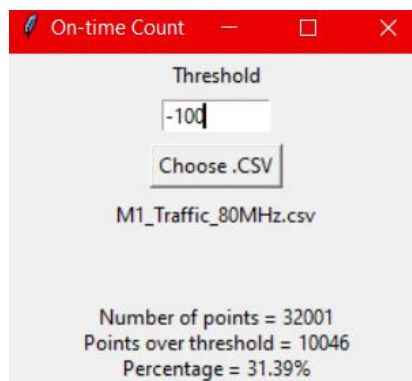 On-time Count
Threshold
-100
Choose .CSV
M1_Traffic_80MHz.csv
Number of points = 32001
Points over threshold = 10046
Percentage = 31.39%